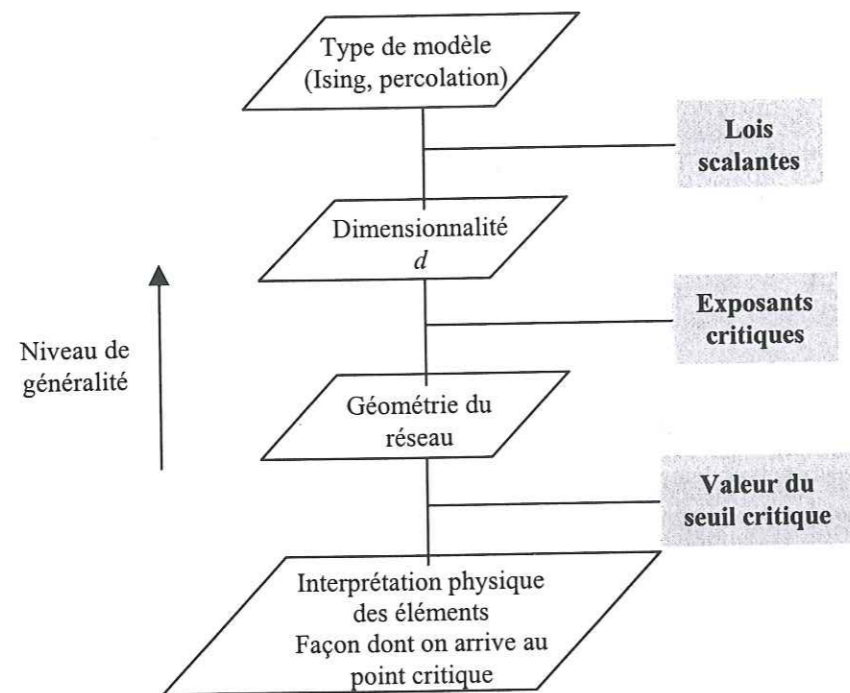 Type de modèle
(Ising, percolation)
Lois
scalantes
Dimensionnalité
d
Exposants
critiques
Niveau de
généralité
Géométrie du
réseau
Valeur du
seuil critique
Interprétation physique
des éléments
Façon dont on arrive au
point critique